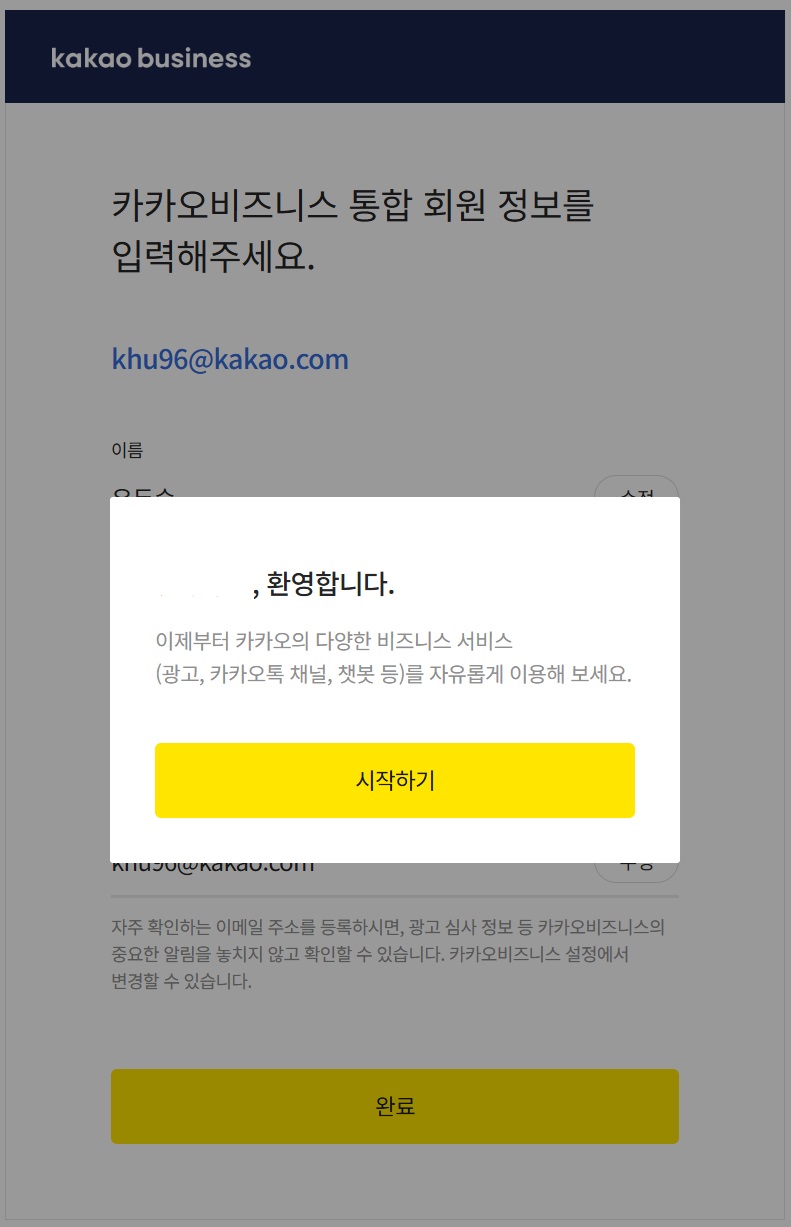 kakao business
카카오비즈니스 통합 회원 정보를
입력해주세요.
khu96@kakao.com
이름
, 환영합니다.
이제부터 카카오의 다양한 비즈니스 서비스
(광고, 카카오톡 채널, 챗봇 등)를 자유롭게 이용해 보세요.
시작하기
khu96@kakao.com
자주 확인하는 이메일 주소를 등록하시면, 광고 심사 정보 등 카카오비즈니스의
중요한 알림을 놓치지 않고 확인할 수 있습니다. 카카오비즈니스 설정에서
변경할 수 있습니다.
완료